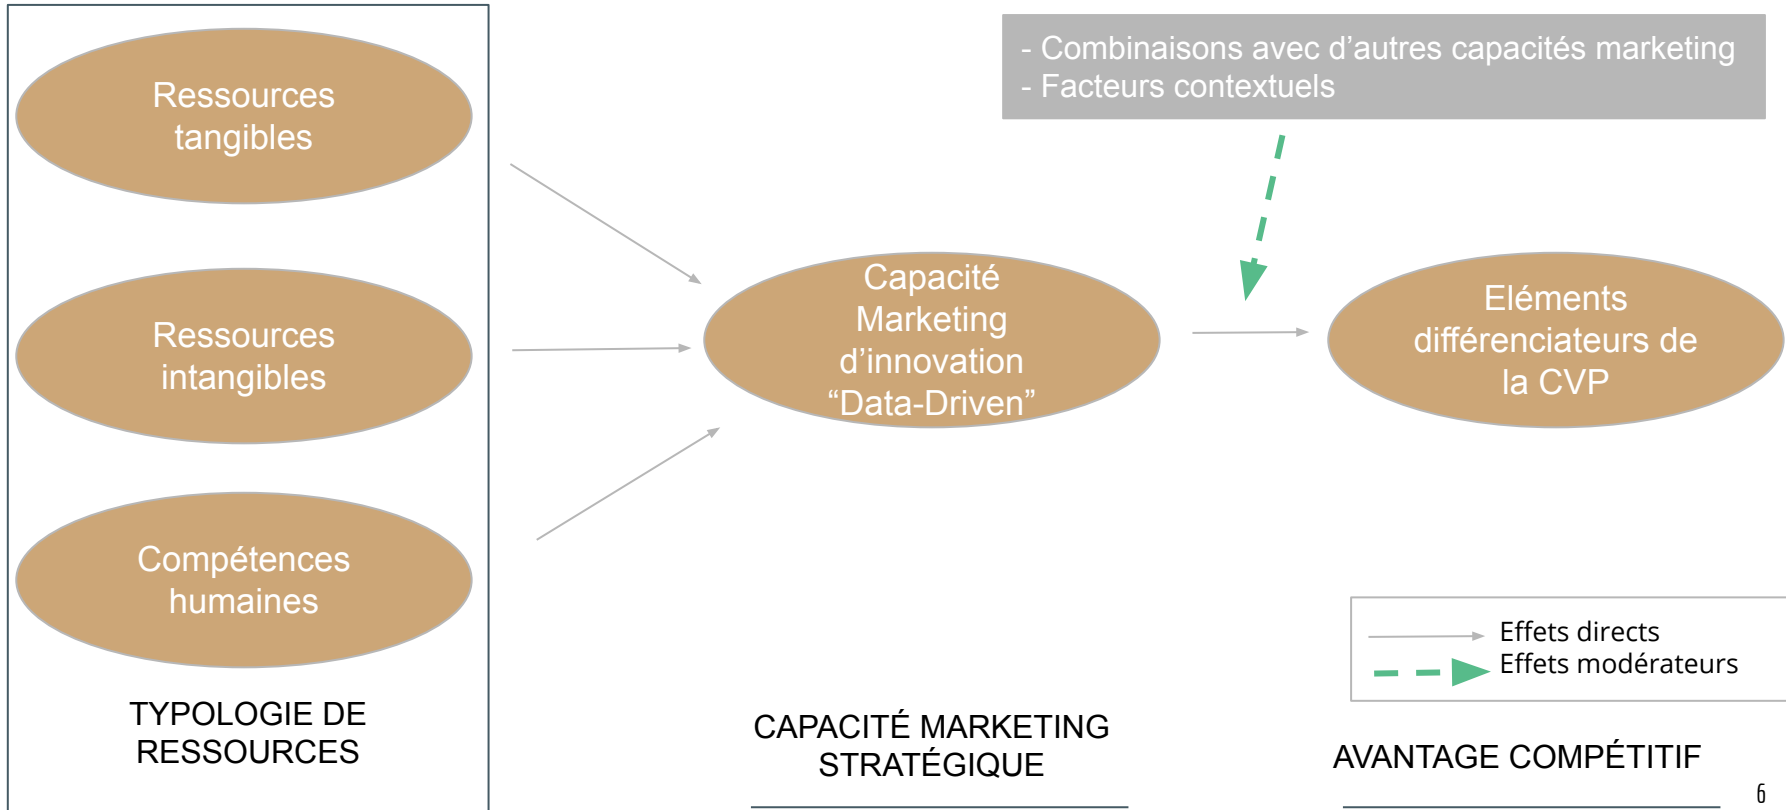 Ressources
tangibles
Ressources
intangibles
Compétences
humaines
TYPOLOGIE DE
RESSOURCES
- Combinaisons avec d’autres capacités marketing
- Facteurs contextuels
Capacité
Marketing
d’innovation
“Data-Driven”
CAPACITÉ MARKETING
STRATÉGIQUE
Eléments
différenciateurs de
la CVP
Effets directs
Effets modérateurs
AVANTAGE COMPÉTITIF
6